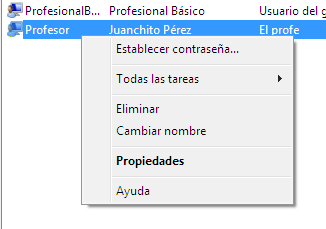 ProfesionalB... Profesional Básico Usuario del g
Profesor Juanchito Pérez El profe
Establecer contraseña...
Todas las tareas
Eliminar
Cambiar nombre
Propiedades
Ayuda